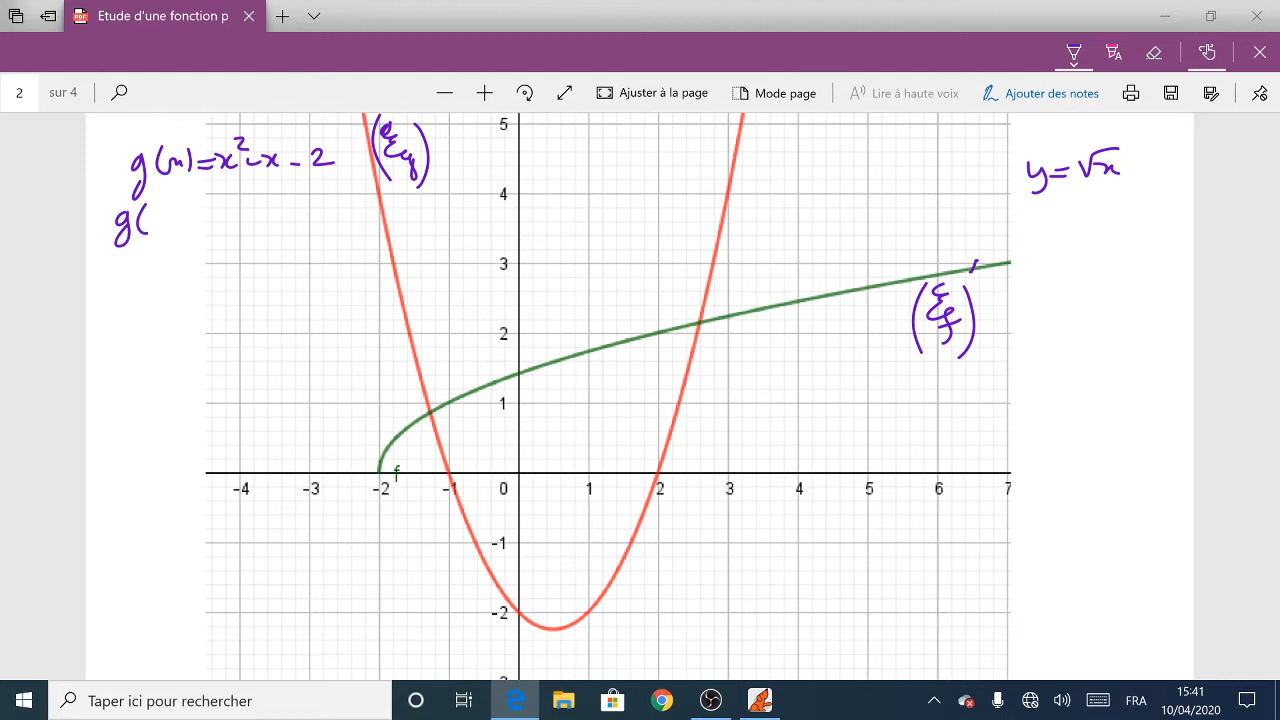 Etude d'une fonction p
2 sur 4
Ajuster à la page
Mode page
Lire à haute voix
Ajouter des notes
g(x)=x²-x-2
(𝒞g)
y=√x
g(
(𝒞f)
5
4
3
2
1
f
-4 -3 -2 -1 0 1 2 3 4 5 6 7
-1
-2
Taper ici pour rechercher
FRA
15:41
10/04/2020